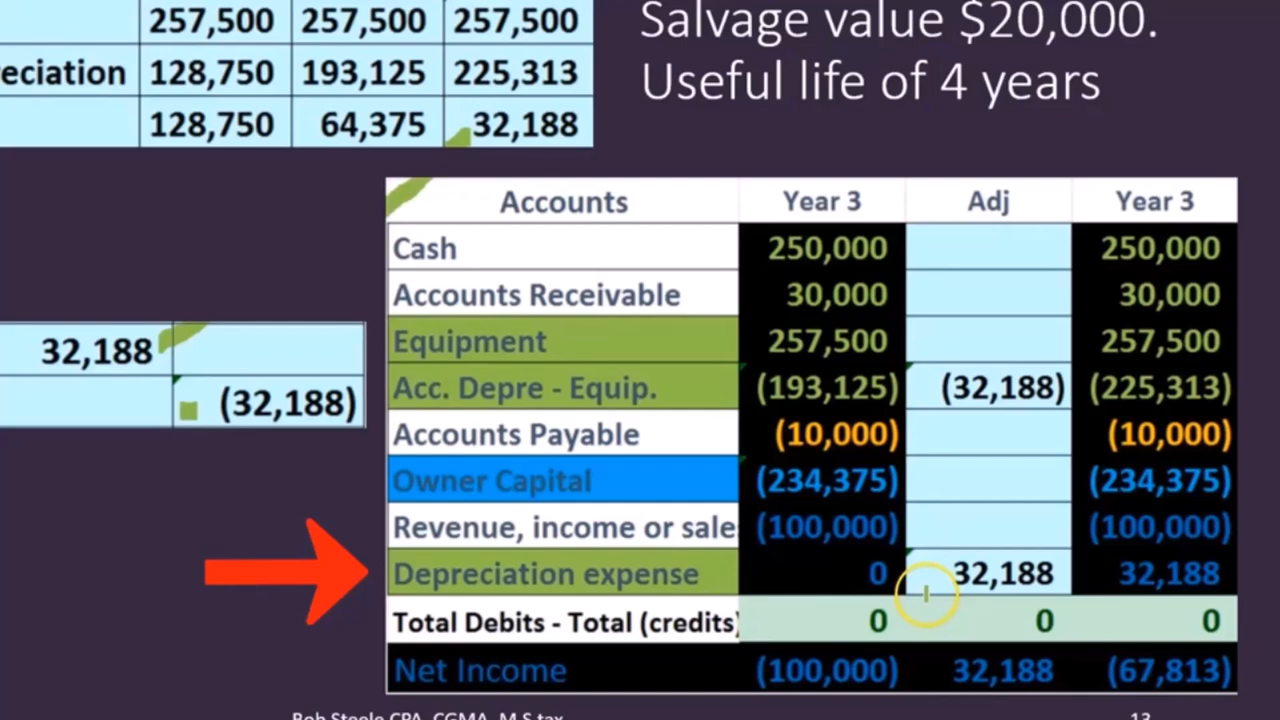 257,500 257,500 257,500
reciation 128,750 193,125 225,313
128,750 64,375 32,188
Salvage value $20,000.
Useful life of 4 years
32,188
(32,188)
Accounts Year 3 Adj Year 3
Cash 250,000 250,000
Accounts Receivable 30,000 30,000
Equipment 257,500 257,500
Acc. Depre - Equip. (193,125) (32,188) (225,313)
Accounts Payable (10,000) (10,000)
Owner Capital (234,375) (234,375)
Revenue, income or sale (100,000) (100,000)
Depreciation expense 0 32,188 32,188
Total Debits - Total (credits) 0 0 0
Net Income (100,000) 32,188 (67,813)
Bob Steele CPA, CGMA, M.S.tax 13